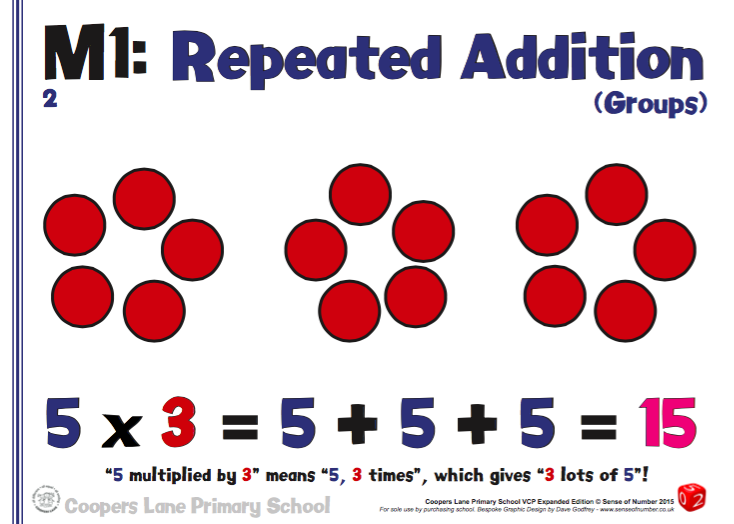 M1: Repeated Addition
2
(Groups)
5 x 3 = 5 + 5 + 5 = 15
“5 multiplied by 3” means “5, 3 times”, which gives “3 lots of 5”!
Coopers Lane Primary School
Coopers Lane Primary School VCP Expanded Edition © Sense of Number 2015
For sole use by purchasing school. Bespoke Graphic Design by Dave Godfrey - www.senseofnumber.co.uk